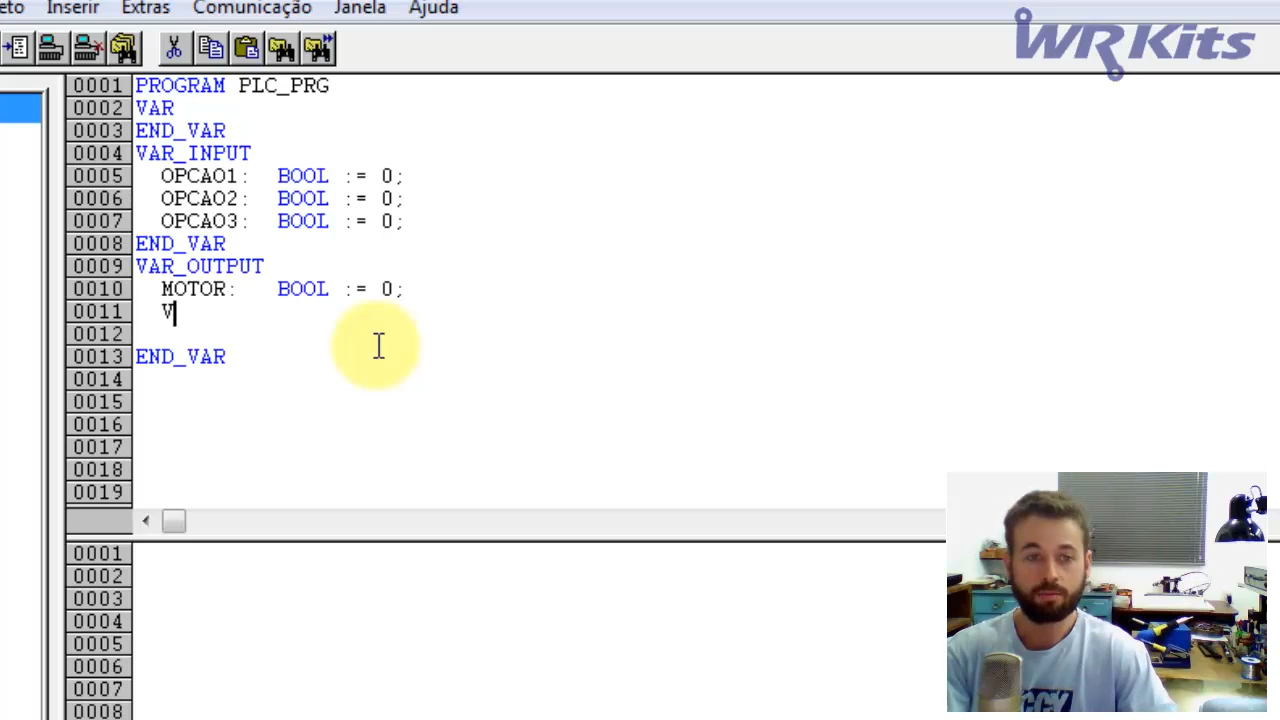 eto Inserir Extras Comunicação Janela Ajuda
WR Kits
0001 PROGRAM PLC_PRG
0002 VAR
0003 END_VAR
0004 VAR_INPUT
0005 OPCAO1: BOOL := 0;
0006 OPCAO2: BOOL := 0;
0007 OPCAO3: BOOL := 0;
0008 END_VAR
0009 VAR_OUTPUT
0010 MOTOR: BOOL := 0;
0011 V
0012
0013 END_VAR
0014
0015
0016
0017
0018
0019
0001
0002
0003
0004
0005
0006
0007
0008